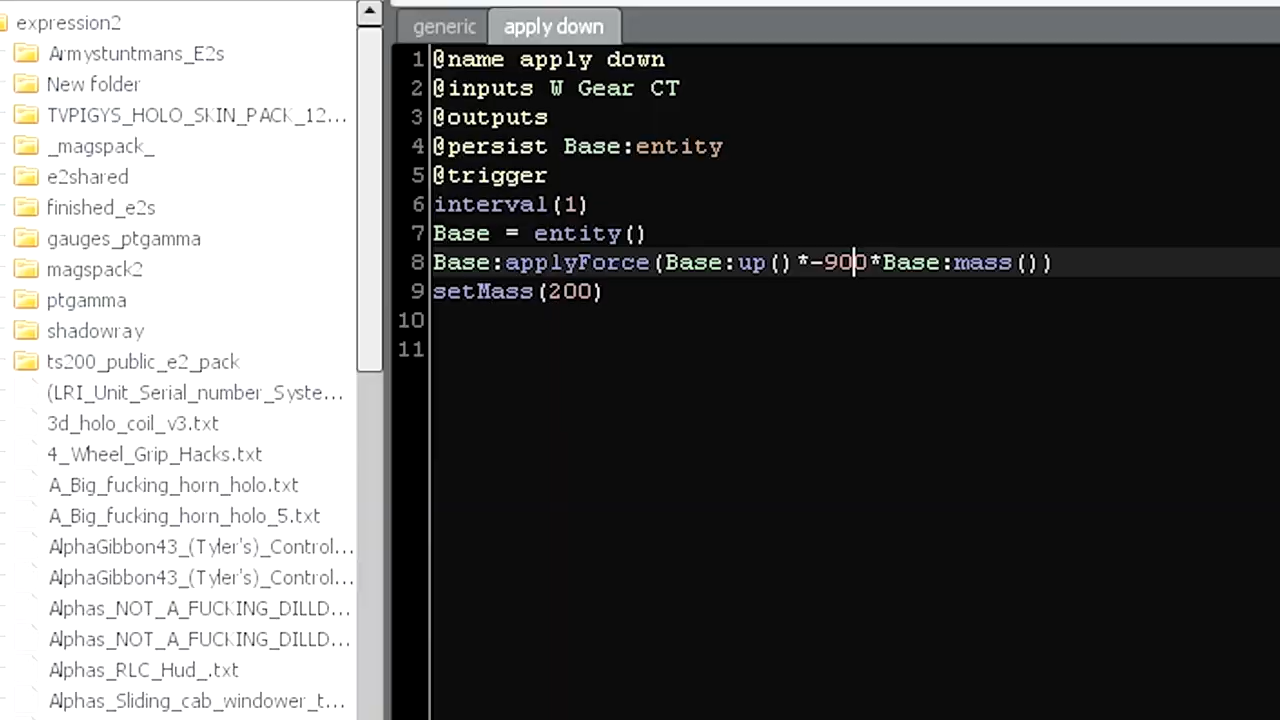 expression2
Armystuntmans_E2s
New folder
TVPIGYS_HOLO_SKIN_PACK_12...
_magspack_
e2shared
finished_e2s
gauges_ptgamma
magspack2
ptgamma
shadowray
ts200_public_e2_pack
(LRI_Unit_Serial_number_Syste...
3d_holo_coil_v3.txt
4_Wheel_Grip_Hacks.txt
A_Big_fucking_horn_holo.txt
A_Big_fucking_horn_holo_5.txt
AlphaGibbon43_(Tyler's)_Control...
AlphaGibbon43_(Tyler's)_Control...
Alphas_NOT_A_FUCKING_DILLD...
Alphas_NOT_A_FUCKING_DILLD...
Alphas_RLC_Hud_.txt
Alphas_Sliding_cab_windower_t...
generic apply down
1 @name apply down
2 @inputs W Gear CT
3 @outputs
4 @persist Base:entity
5 @trigger
6 interval(1)
7 Base = entity()
8 Base:applyForce(Base:up()*-900*Base:mass())
9 setMass(200)
10
11